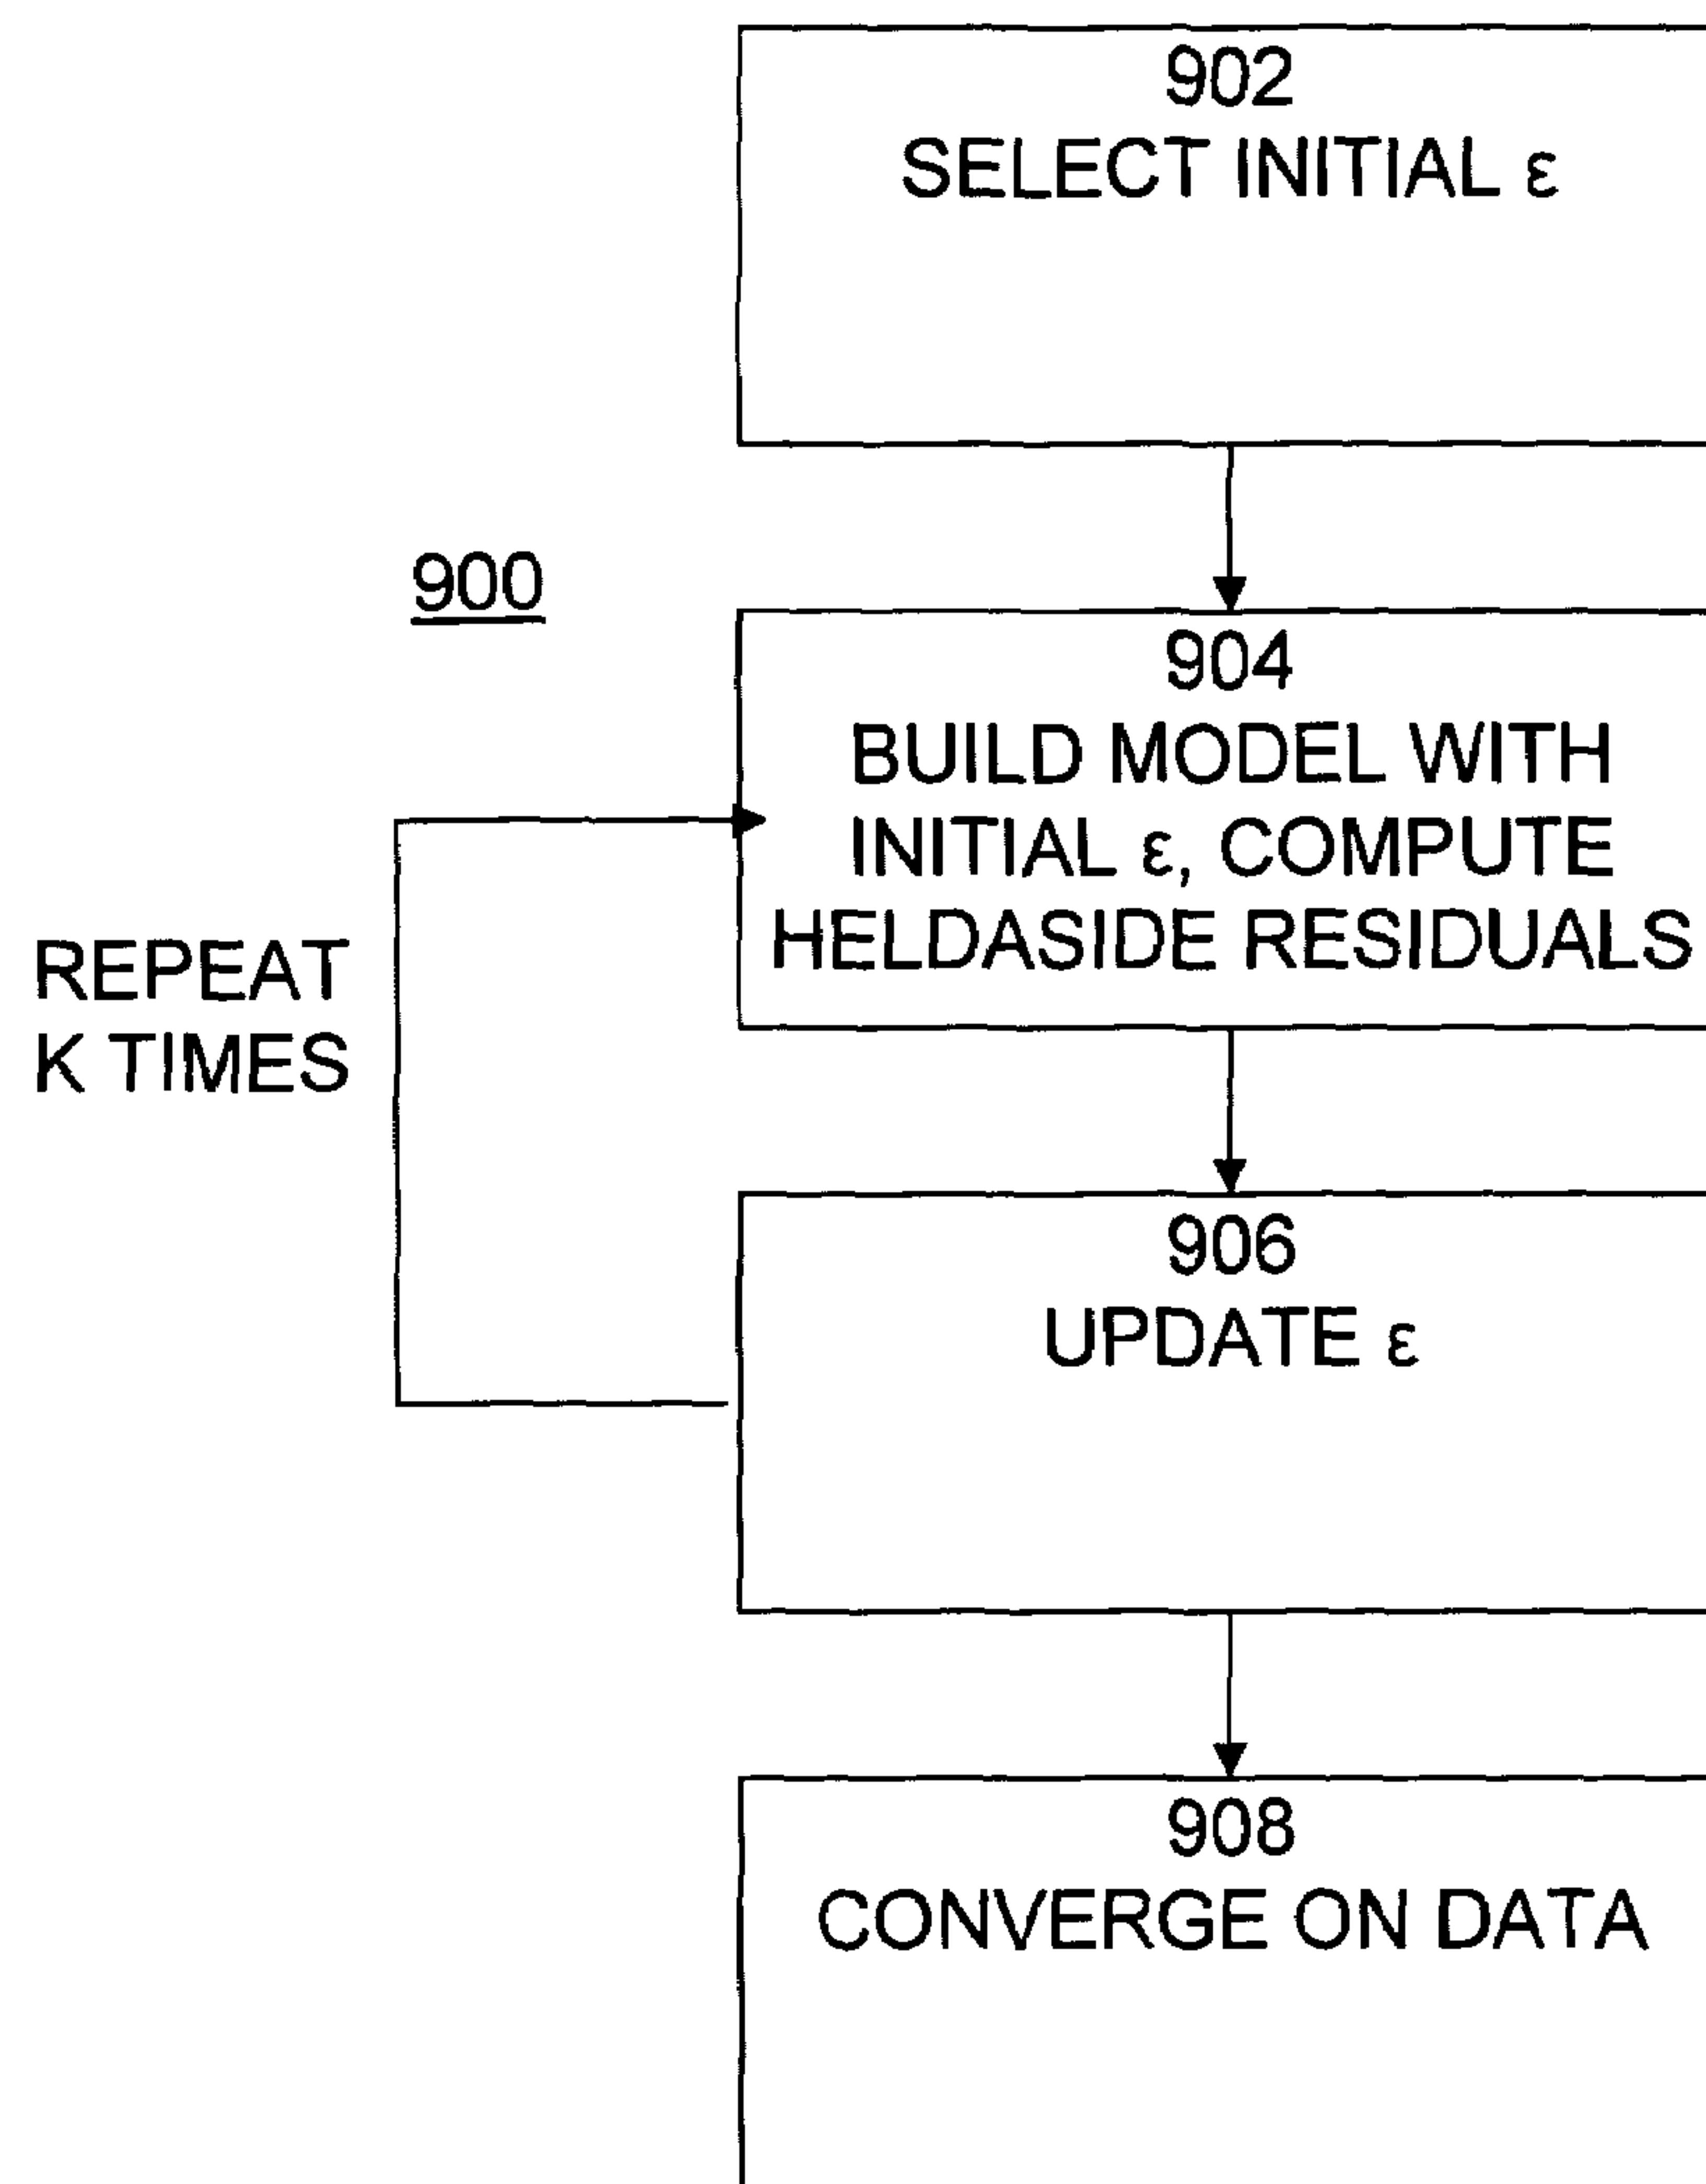 902
SELECT INITIAL ε
900
904
BUILD MODEL WITH
INITIAL ε, COMPUTE
HELDASIDE RESIDUALS
REPEAT
K TIMES
906
UPDATE ε
908
CONVERGE ON DATA